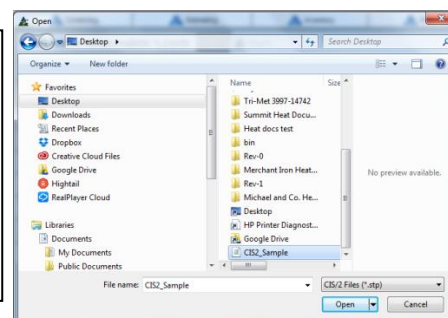 Open
Desktop
Search Desktop
Organize
New folder
Favorites
Desktop
Downloads
Recent Places
Dropbox
Creative Cloud Files
Google Drive
Hightail
RealPlayer Cloud
Libraries
Documents
My Documents
Public Documents
Name
Size
Tri-Met 3997-14742
Summit Heat Docu...
Heat docs test
bin
Rev-0
Merchant Iron Heat...
Rev-1
Michael and Co. He...
Desktop
HP Printer Diagnost...
Google Drive
CIS2_Sample
No preview available.
File name:
CIS2_Sample
CIS/2 Files (*.stp)
Open
Cancel